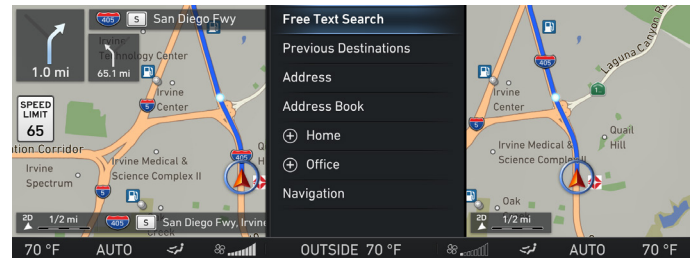 405 S San Diego Fwy
1.0 mi
65.1 mi
Irvine
Technology Center
Irvine
Center
5
SPEED
LIMIT
65
Irvine Medical &
Science Complex II
405
Irvine
Spectrum
5
2D 1/2 mi
405 S San Diego Fwy, Irvine
Creek
Free Text Search
Previous Destinations
Address
Address Book
Home
Office
Navigation
405
Laguna Canyon
1
Irvine
Center
5
Quail
Hill
Irvine Medical &
Science Complex II
405
Oak
2D 1/2 mi
70 °F AUTO OUTSIDE 70 °F AUTO 70 °F